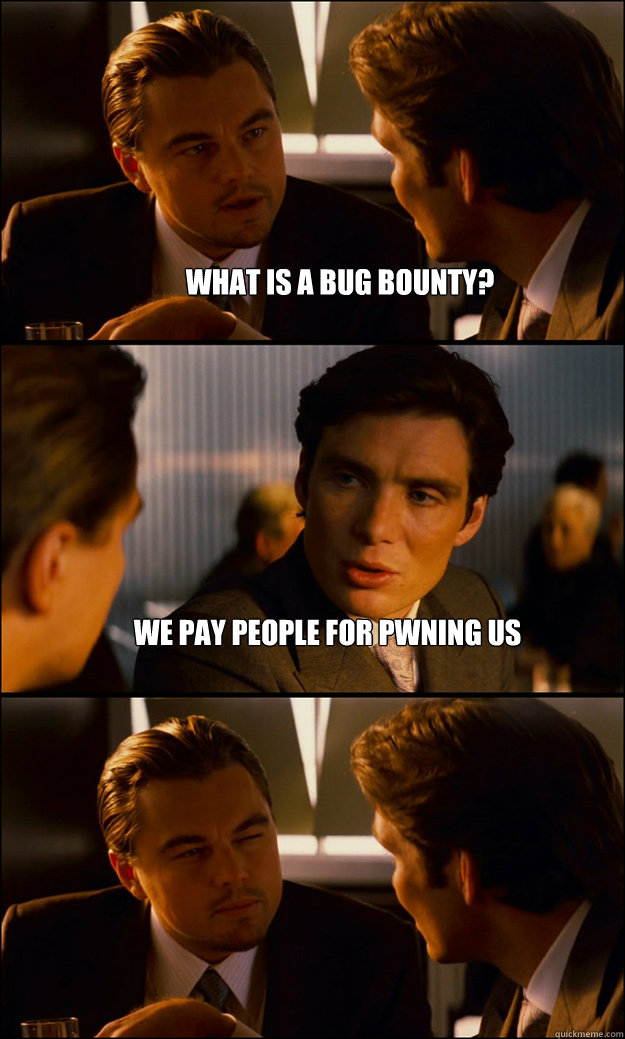 WHAT IS A BUG BOUNTY?
WE PAY PEOPLE FOR PWNING US
quickmeme.com